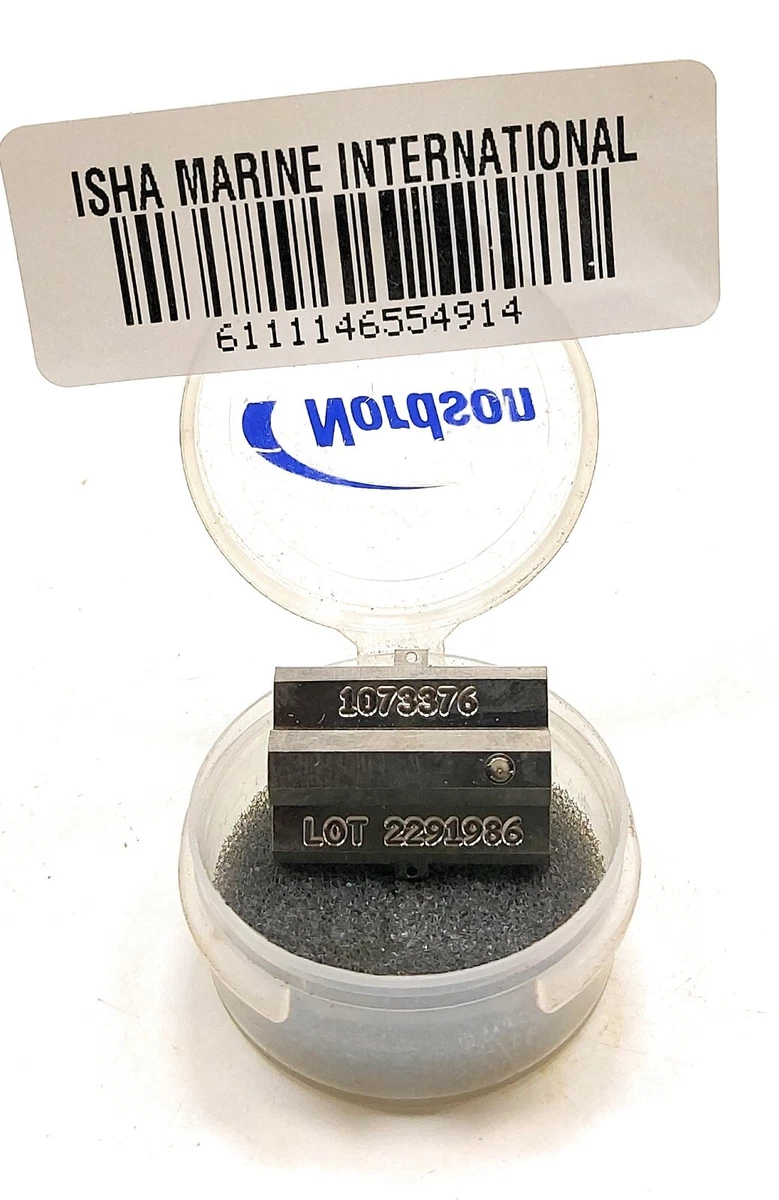 ISHA MARINE INTERNATIONAL
6111146554914
Nordson
1073376
LOT 2291986